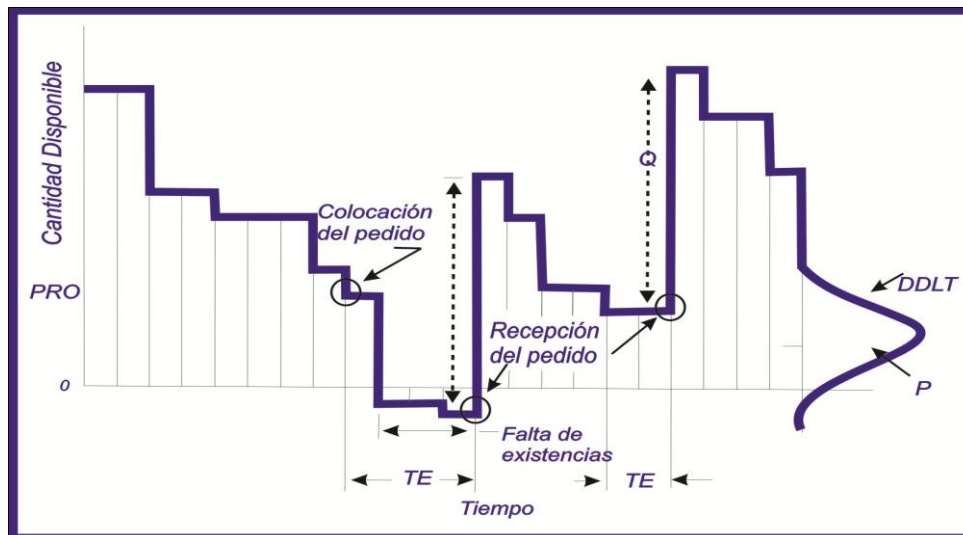 Cantidad Disponible
Colocación
del pedido
Q
PRO
DDLT
Recepción
del pedido
P
0
Falta de
existencias
TE
TE
Tiempo